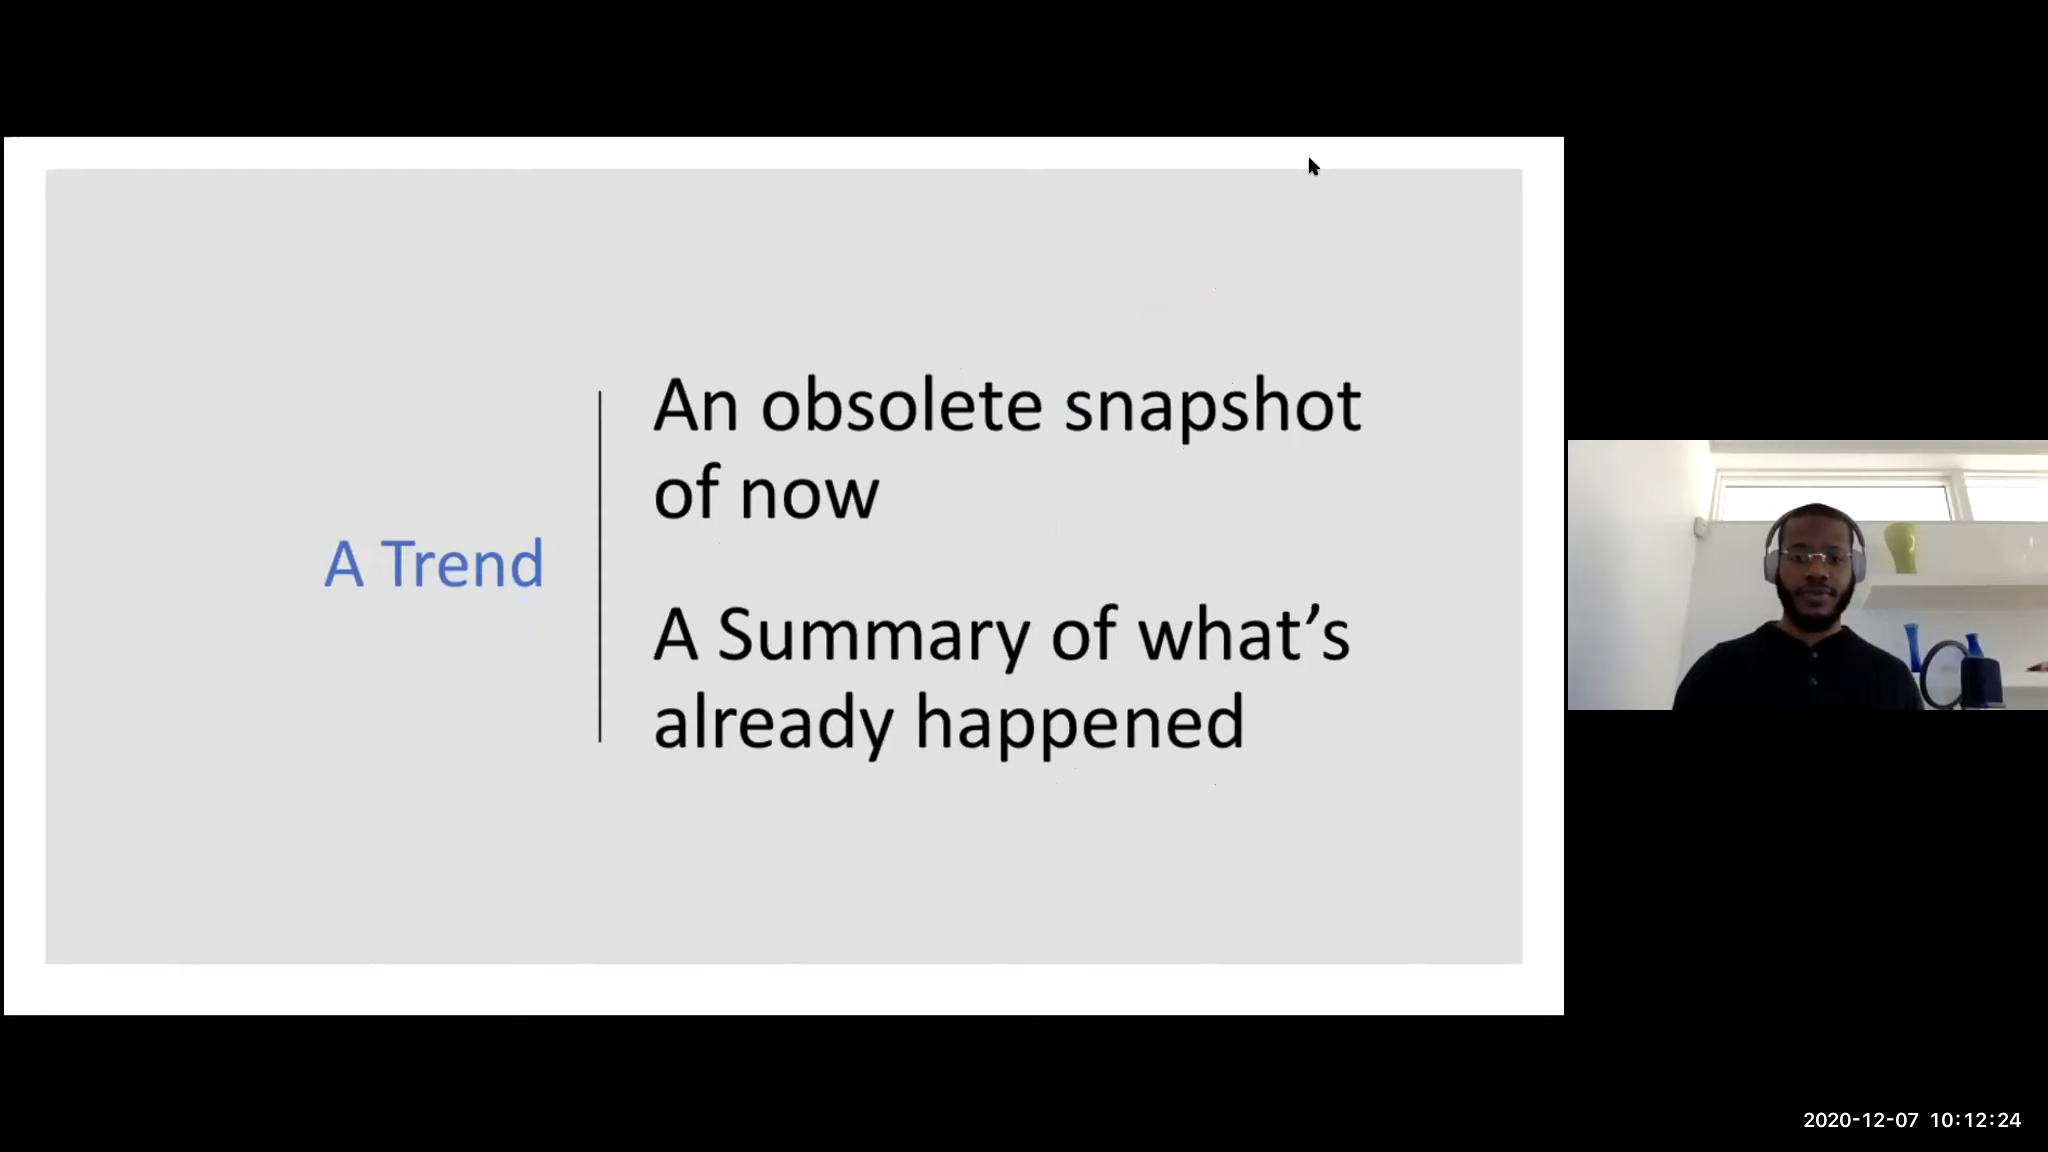 A Trend
An obsolete snapshot
of now
A Summary of what’s
already happened
2020-12-07 10:12:24